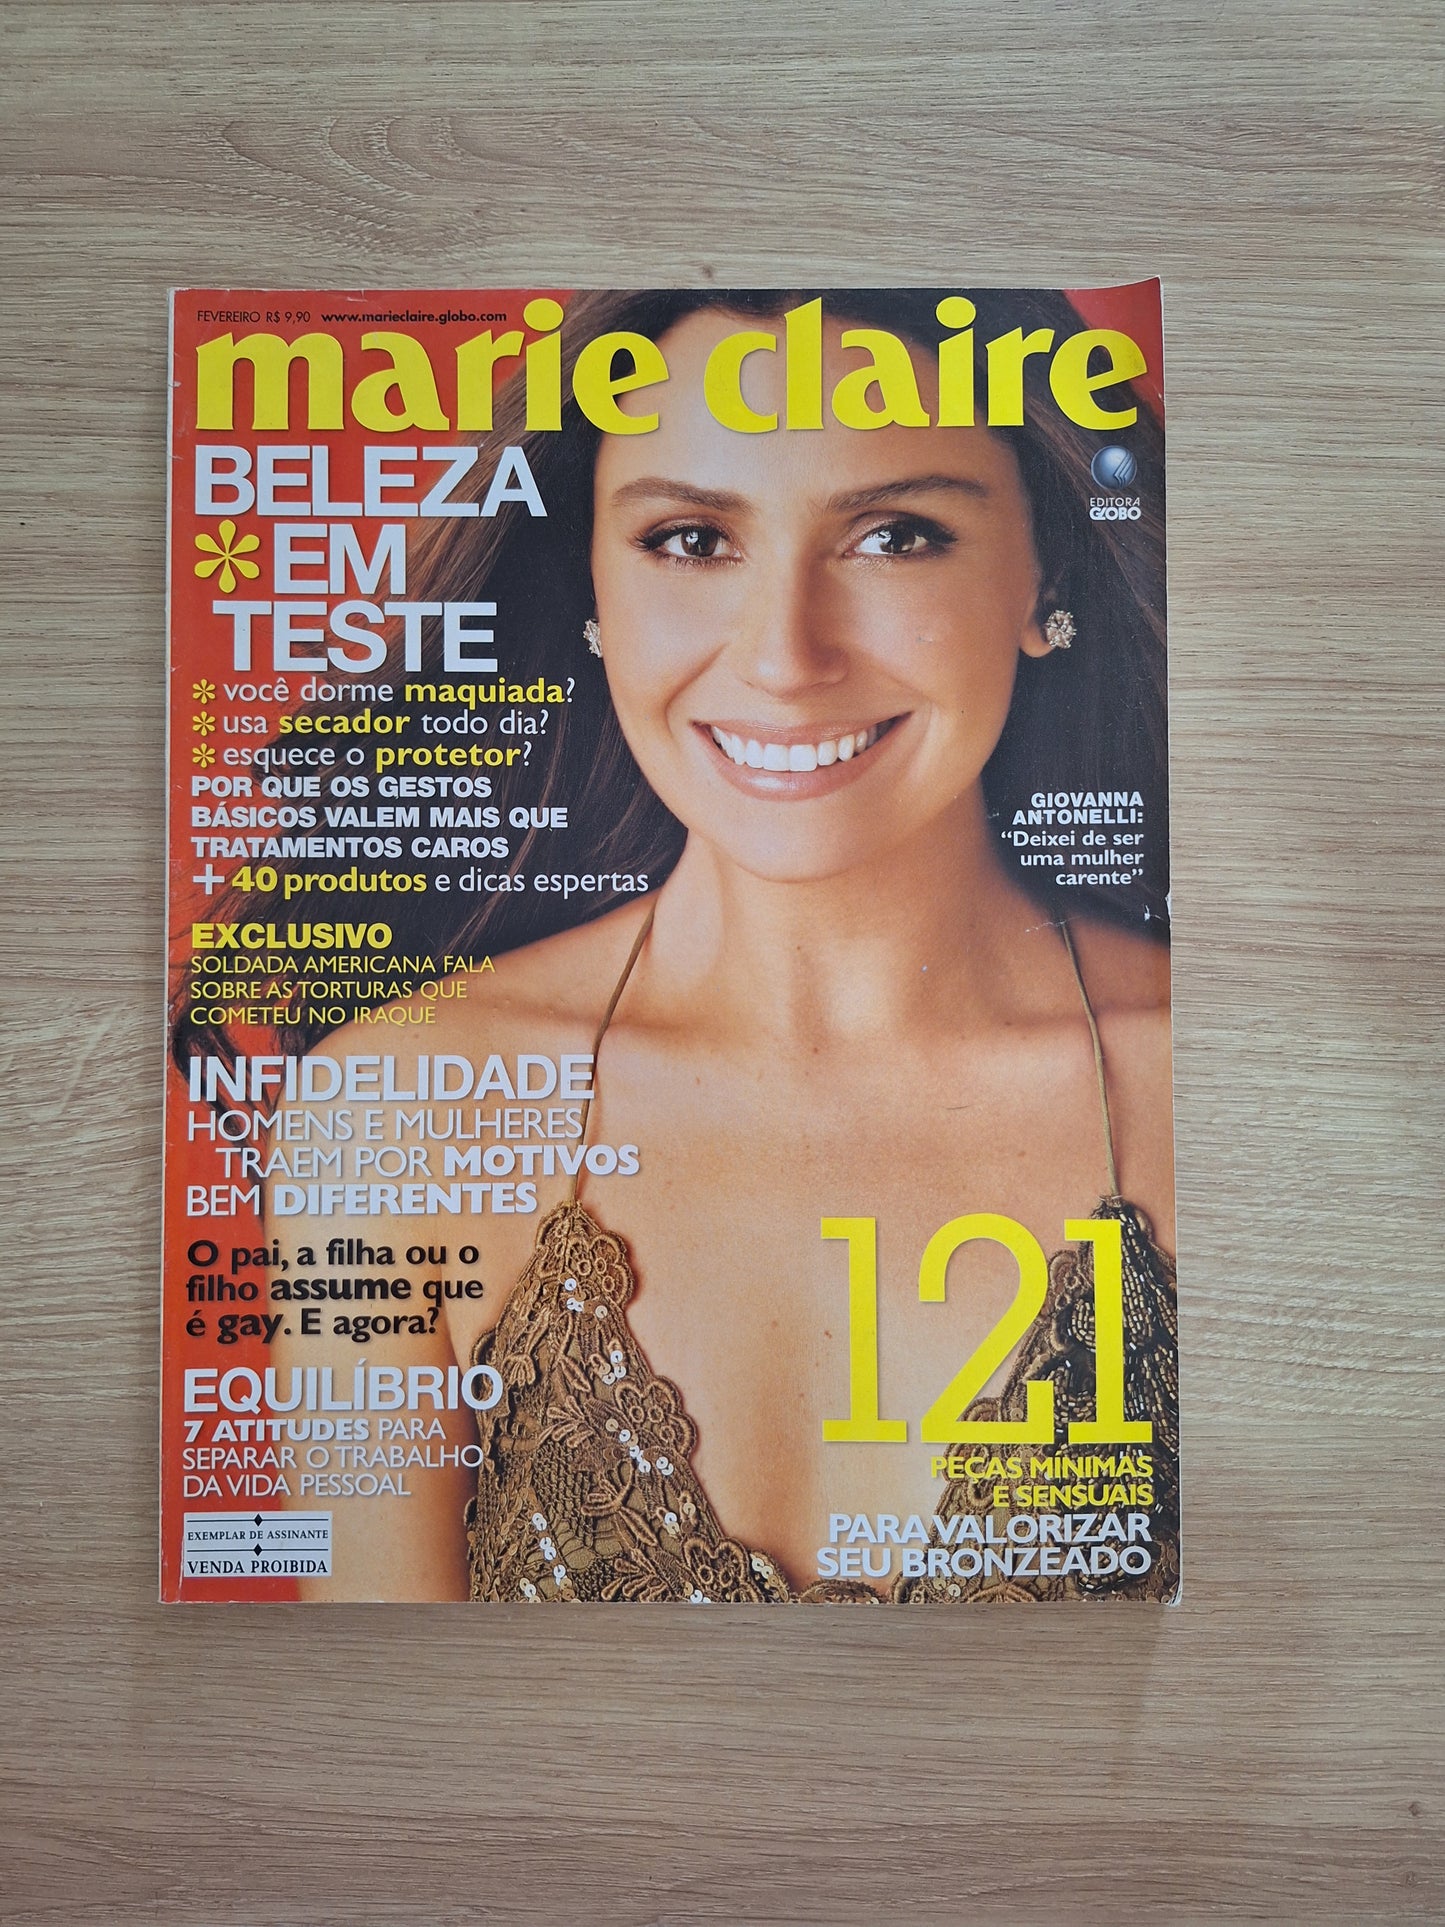 FEVEREIRO R$ 9,90 www.marieclaire.globo.com
marie claire
EDITORA
GLOBO
BELEZA
*EM
TESTE
* você dorme maquiada?
* usa secador todo dia?
* esquece o protetor?
POR QUE OS GESTOS
BÁSICOS VALEM MAIS QUE
TRATAMENTOS CAROS
+ 40 produtos e dicas espertas
GIOVANNA
ANTONELLI:
“Deixei de ser
uma mulher
carente”
EXCLUSIVO
SOLDADA AMERICANA FALA
SOBRE AS TORTURAS QUE
COMETEU NO IRAQUE
INFIDELIDADE
HOMENS E MULHERES
TRAEM POR MOTIVOS
BEM DIFERENTES
O pai, a filha ou o
filho assume que
é gay. E agora?
EQUILÍBRIO
7 ATITUDES PARA
SEPARAR O TRABALHO
DA VIDA PESSOAL
EXEMPLAR DE ASSINANTE
VENDA PROIBIDA
121
PEÇAS MÍNIMAS
E SENSUAIS
PARA VALORIZAR
SEU BRONZEADO